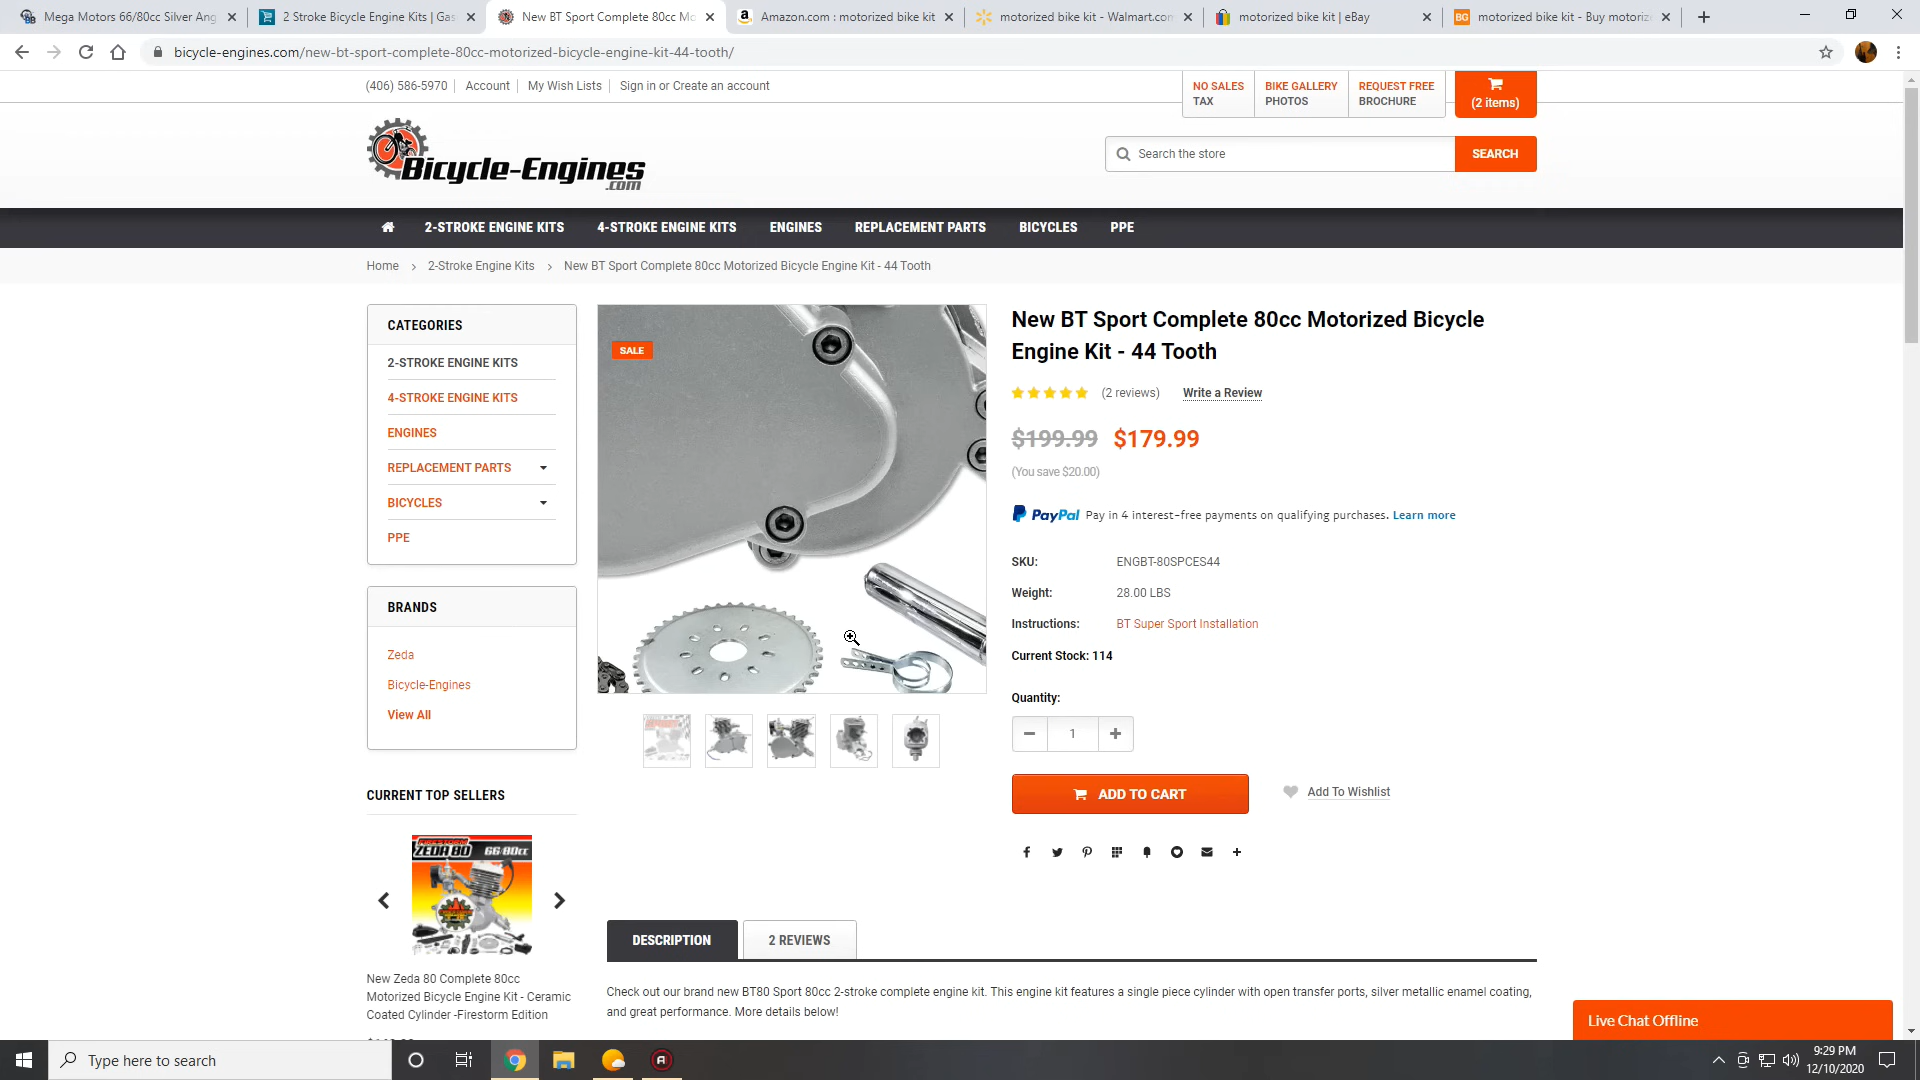 Mega Motors 66/80cc Silver Ang
2 Stroke Bicycle Engine Kits | Gas
New BT Sport Complete 80cc Mo
Amazon.com : motorized bike kit
motorized bike kit - Walmart.com
motorized bike kit | eBay
motorized bike kit - Buy motoriz
bicycle-engines.com/new-bt-sport-complete-80cc-motorized-bicycle-engine-kit-44-tooth/
(406) 586-5970 Account My Wish Lists Sign in or Create an account
NO SALES TAX
BIKE GALLERY PHOTOS
REQUEST FREE BROCHURE
(2 items)
Bicycle-Engines
.com
Search the store
SEARCH
2-STROKE ENGINE KITS 4-STROKE ENGINE KITS ENGINES REPLACEMENT PARTS BICYCLES PPE
Home > 2-Stroke Engine Kits > New BT Sport Complete 80cc Motorized Bicycle Engine Kit - 44 Tooth
CATEGORIES
2-STROKE ENGINE KITS
4-STROKE ENGINE KITS
ENGINES
REPLACEMENT PARTS
BICYCLES
PPE
BRANDS
Zeda
Bicycle-Engines
View All
CURRENT TOP SELLERS
ZEDA 80 66/80cc
New Zeda 80 Complete 80cc
Motorized Bicycle Engine Kit - Ceramic
Coated Cylinder -Firestorm Edition
SALE
New BT Sport Complete 80cc Motorized Bicycle
Engine Kit - 44 Tooth
(2 reviews) Write a Review
$199.99 $179.99
(You save $20.00)
PayPal Pay in 4 interest-free payments on qualifying purchases. Learn more
SKU: ENGBT-80SPCES44
Weight: 28.00 LBS
Instructions: BT Super Sport Installation
Current Stock: 114
Quantity:
1
ADD TO CART
Add To Wishlist
DESCRIPTION
2 REVIEWS
Check out our brand new BT80 Sport 80cc 2-stroke complete engine kit. This engine kit features a single piece cylinder with open transfer ports, silver metallic enamel coating,
and great performance. More details below!
Live Chat Offline
Type here to search
9:29 PM
12/10/2020